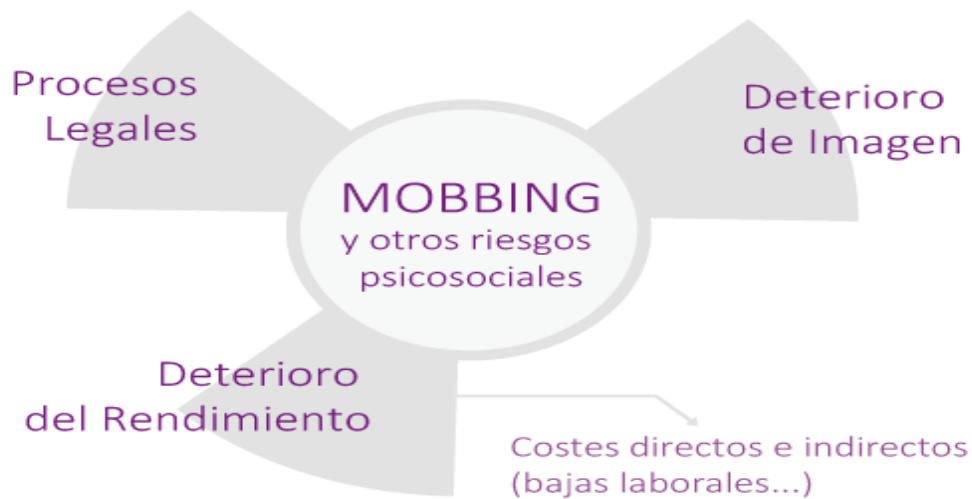 Procesos
Legales
Deterioro
de Imagen
MOBBING
y otros riesgos
psicosociales
Deterioro
del Rendimiento
Costes directos e indirectos
(bajas laborales...)